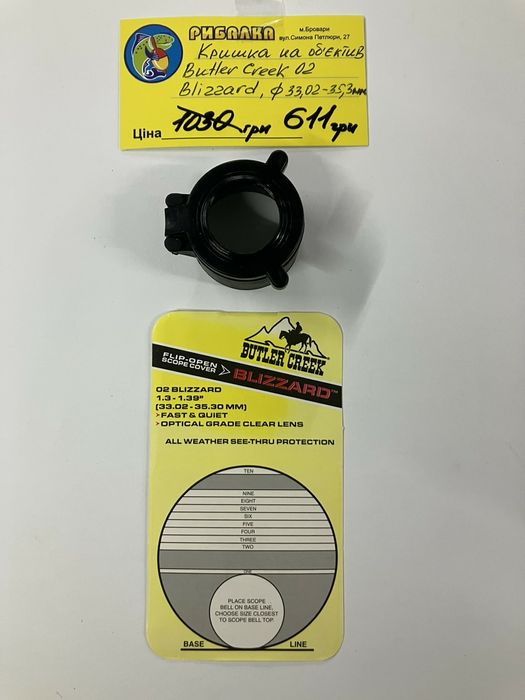 РИБАЛКА
м.Бровари
вул.Симона Петлюри, 27
Кришка на об'єктив
Butler Creek 02
Blizzard, ф 33,02-35,3мм
Ціна 1030 грн 611 грн
BUTLER CREEK
FLIP-OPEN
SCOPE COVER
BLIZZARD™
02 BLIZZARD
1.3 - 1.39"
(33.02 - 35.30 MM)
>FAST & QUIET
>OPTICAL GRADE CLEAR LENS
ALL WEATHER SEE-THRU PROTECTION
TEN
NINE
EIGHT
SEVEN
SIX
FIVE
FOUR
THREE
TWO
ONE
PLACE SCOPE
BELL ON BASE LINE,
CHOOSE SIZE CLOSEST
TO SCOPE BELL TOP.
BASE LINE